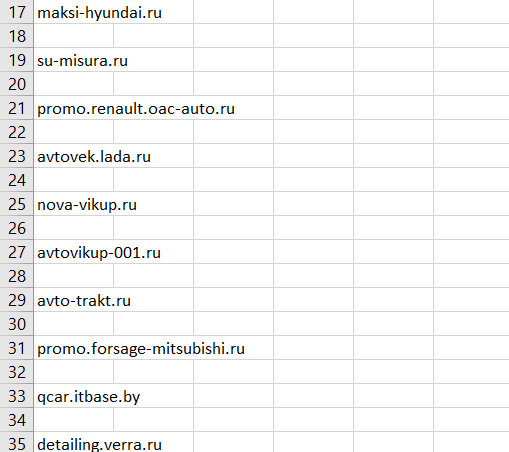 17 maksi-hyundai.ru
18
19 su-misura.ru
20
21 promo.renault.oac-auto.ru
22
23 avtovek.lada.ru
24
25 nova-vikup.ru
26
27 avtovikup-001.ru
28
29 avto-trakt.ru
30
31 promo.forsage-mitsubishi.ru
32
33 qcar.itbase.by
34
35 detailing.verra.ru